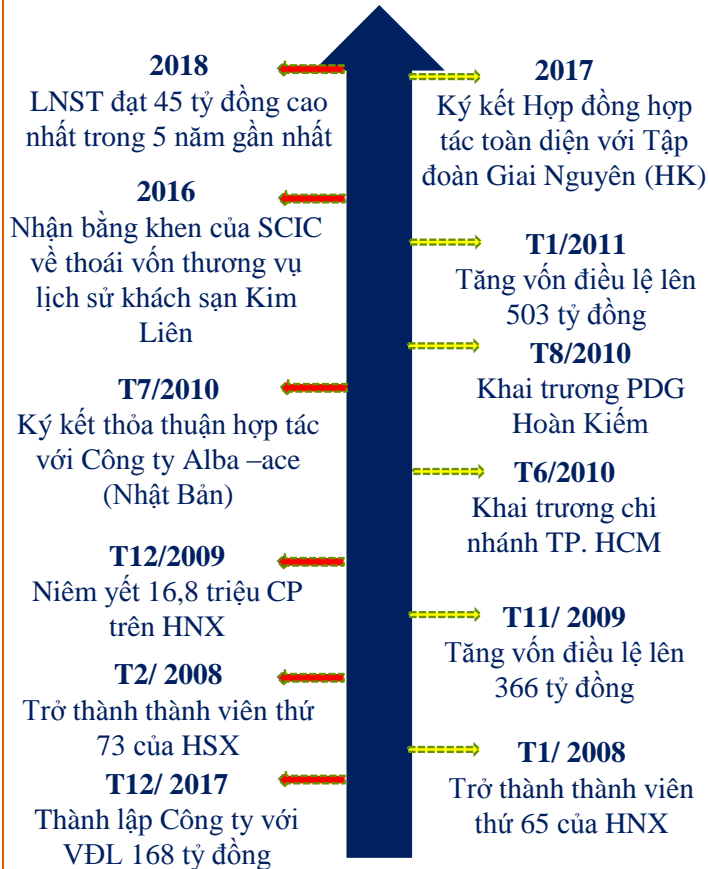 2018
LNST đạt 45 tỷ đồng cao
nhất trong 5 năm gần nhất
2016
Nhận bằng khen của SCIC
về thoái vốn thương vụ
lịch sử khách sạn Kim
Liên
T7/2010
Ký kết thỏa thuận hợp tác
với Công ty Alba –ace
(Nhật Bản)
T12/2009
Niêm yết 16,8 triệu CP
trên HNX
T2/ 2008
Trở thành thành viên thứ
73 của HSX
T12/ 2017
Thành lập Công ty với
VĐL 168 tỷ đồng
2017
Ký kết Hợp đồng hợp
tác toàn diện với Tập
đoàn Giai Nguyên (HK)
T1/2011
Tăng vốn điều lệ lên
503 tỷ đồng
T8/2010
Khai trương PDG
Hoàn Kiếm
T6/2010
Khai trương chi
nhánh TP. HCM
T11/ 2009
Tăng vốn điều lệ lên
366 tỷ đồng
T1/ 2008
Trở thành thành viên
thứ 65 của HNX